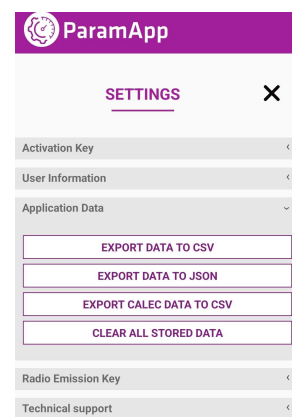 ParamApp
SETTINGS
Activation Key
User Information
Application Data
EXPORT DATA TO CSV
EXPORT DATA TO JSON
EXPORT CALEC DATA TO CSV
CLEAR ALL STORED DATA
Radio Emission Key
Technical support